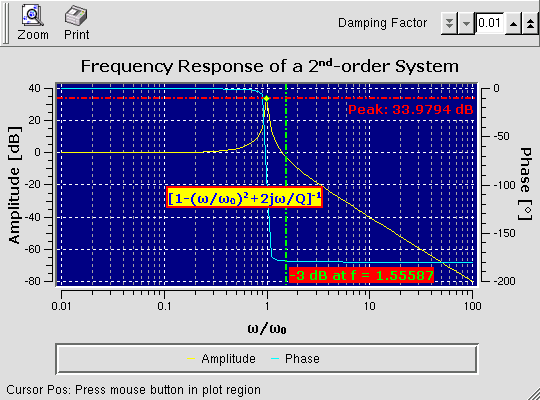 Zoom Print Damping Factor 0.01
Frequency Response of a 2nd-order System
40 0
Peak: 33.9794 dB
20
-50
0
Amplitude [dB] Phase [°]
-20 -100
[1-(ω/ω₀)²+2jω/Q]⁻¹
-40
-150
-60
-3 dB at f = 1.55587
-80 -200
0.01 0.1 1 10 100
ω/ω₀
Amplitude Phase
Cursor Pos: Press mouse button in plot region